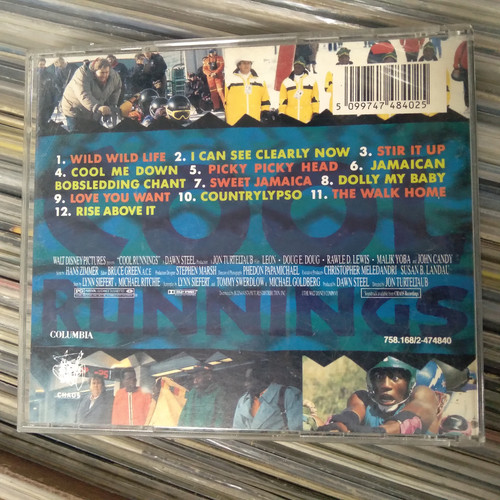 5 099747 484025
1. WILD WILD LIFE 2. I CAN SEE CLEARLY NOW 3. STIR IT UP
4. COOL ME DOWN 5. PICKY PICKY HEAD 6. JAMAICAN
BOBSLEDDING CHANT 7. SWEET JAMAICA 8. DOLLY MY BABY
9. LOVE YOU WANT 10. COUNTRYLYPSO 11. THE WALK HOME
12. RISE ABOVE IT
COOL
WALT DISNEY PICTURES "COOL RUNNINGS" DAWN STEEL JON TURTELTAUB LEON DOUG E. DOUG RAWLE D. LEWIS MALIK YOBA AND JOHN CANDY
HANS ZIMMER BRUCE GREEN A.C.E. STEPHEN MARSH PHEDON PAPAMICHAEL CHRISTOPHER MELEDANDRI SUSAN B. LANDAU
LYNN SIEFERT MICHAEL RITCHIE LYNN SIEFERT AND TOMMY SWERDLOW MICHAEL GOLDBERG DAWN STEEL JON TURTELTAUB
RUNNINGS
COLUMBIA
758.168/2-474840
CHAOS